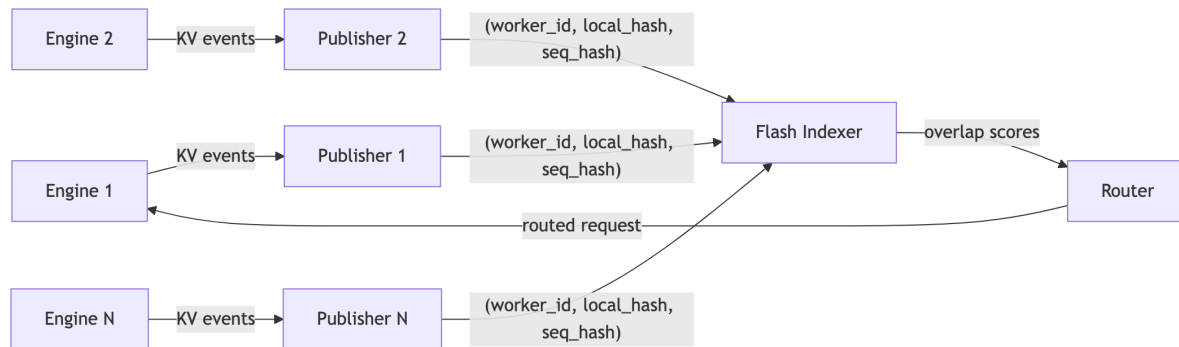 Engine 2
KV events
Publisher 2
(worker_id, local_hash,
seq_hash)
Flash Indexer
overlap scores
Engine 1
KV events
Publisher 1
(worker_id, local_hash,
seq_hash)
Router
routed request
Engine N
KV events
Publisher N
(worker_id, local_hash,
seq_hash)